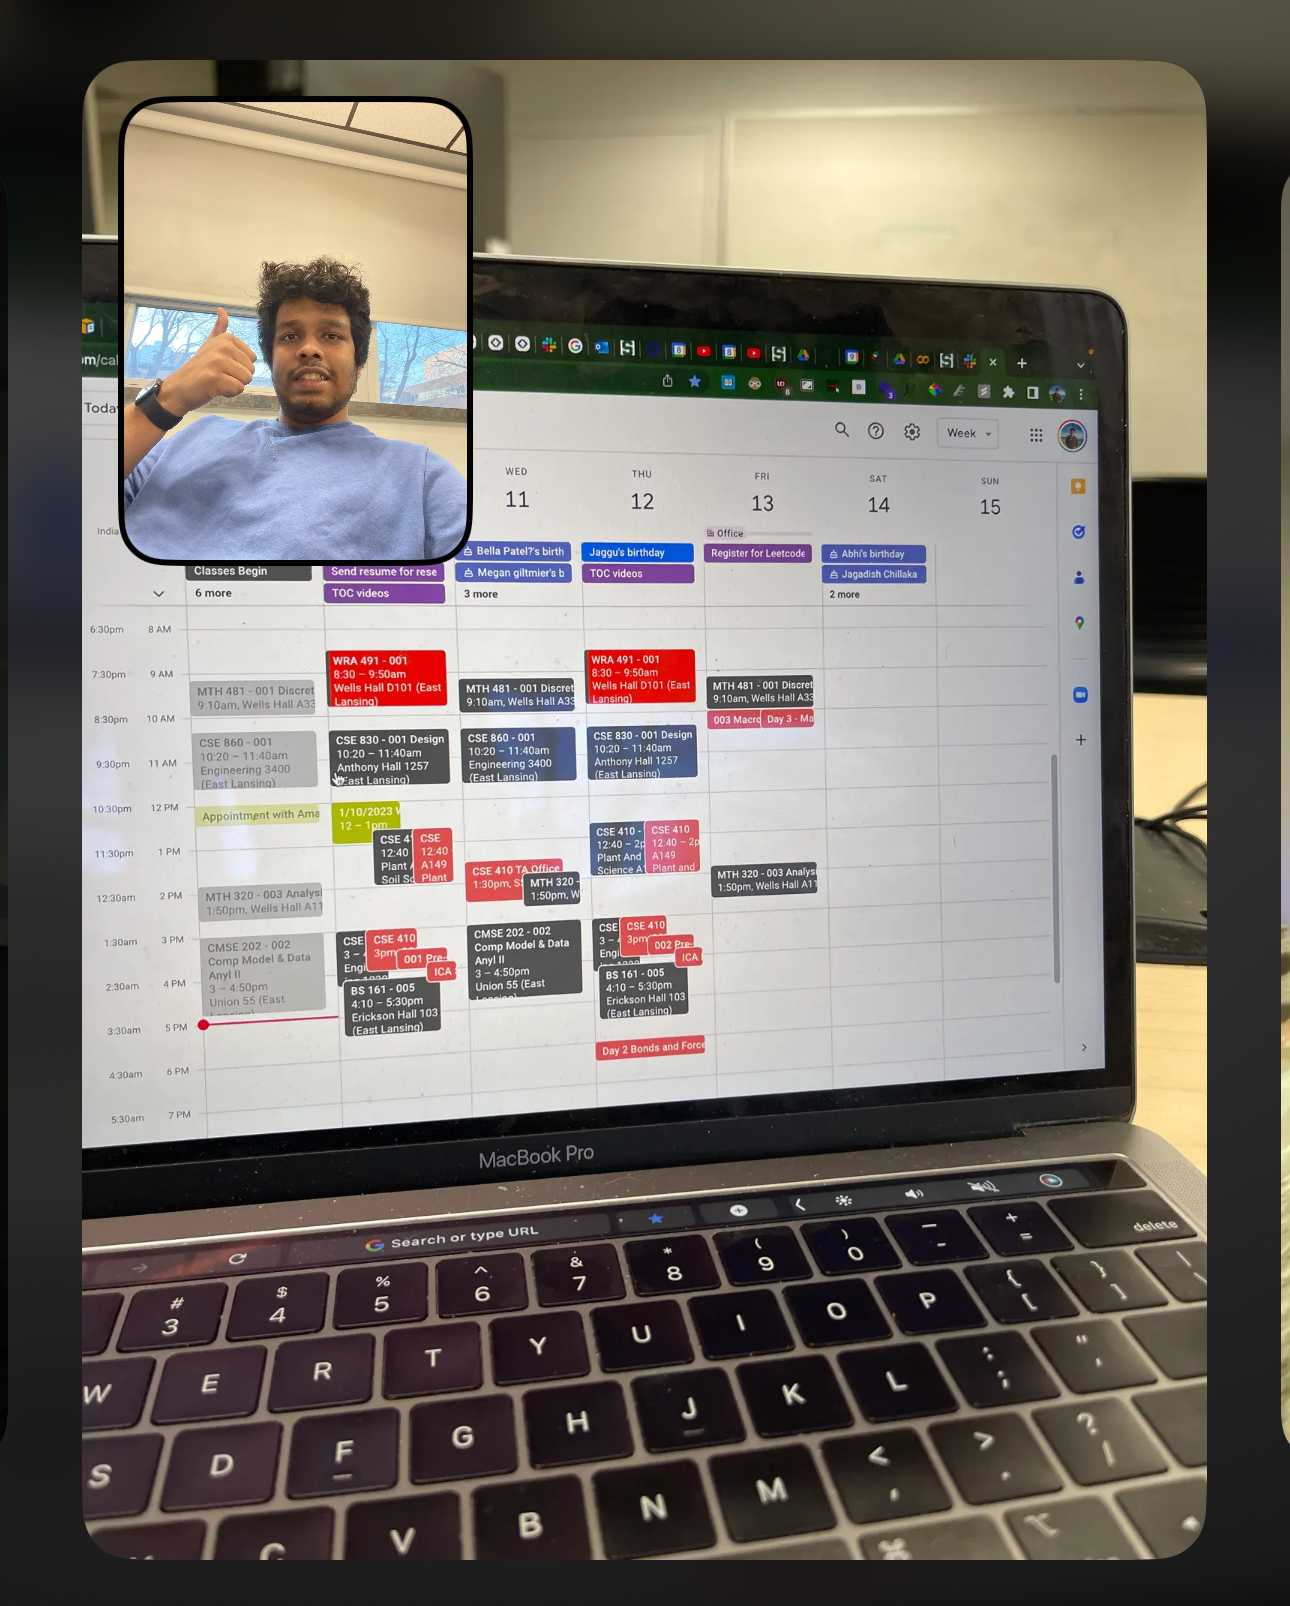 om/cal
8
3
Toda
Week
WED
THU
FRI
SAT
SUN
11
12
13
14
15
India
Office
Bella Patel?'s birth
Jaggu's birthday
Register for Leetcode
Abhi's birthday
Classes Begin
Send resume for rese
Megan giltmier's b
TOC videos
Jagadish Chillaka
6 more
TOC videos
3 more
2 more
6:30pm
8 AM
7:30pm
9 AM
8:30pm
10 AM
9:30pm
11 AM
10:30pm
12 PM
11:30pm
1 PM
12:30am
2 PM
1:30am
3 PM
2:30am
4 PM
3:30am
5 PM
4:30am
6 PM
5:30am
7 PM
MTH 481 - 001 Discret
9:10am, Wells Hall A33
CSE 860 - 001
10:20 – 11:40am
Engineering 3400
(East Lansing)
Appointment with Ama
MTH 320 - 003 Analysi
1:50pm, Wells Hall A11
CMSE 202 - 002
Comp Model & Data
Anyl II
3 – 4:50pm
Union 55 (East
WRA 491 - 001
8:30 – 9:50am
Wells Hall D101 (East
Lansing)
CSE 830 - 001 Design
10:20 – 11:40am
Anthony Hall 1257
(East Lansing)
1/10/2023 W
12 – 1pm
CSE 4
12:40
Plant A
Soil Sc
CSE
12:40
A149
Plant
CSE
3 –
Engi
CSE 410
3pm
001 Pre-
ICA
BS 161 - 005
4:10 – 5:30pm
Erickson Hall 103
(East Lansing)
MTH 481 - 001 Discret
9:10am, Wells Hall A33
CSE 860 - 001
10:20 – 11:40am
Engineering 3400
(East Lansing)
CSE 410 TA Office
1:30pm, S
MTH 320 -
1:50pm, W
CMSE 202 - 002
Comp Model & Data
Anyl II
3 – 4:50pm
Union 55 (East
WRA 491 - 001
8:30 – 9:50am
Wells Hall D101 (East
Lansing)
CSE 830 - 001 Design
10:20 – 11:40am
Anthony Hall 1257
(East Lansing)
CSE 410 -
12:40 – 2p
Plant And
Science A1
CSE 410
12:40 – 2p
A149
Plant and
CSE
3 –
Engi
CSE 410
3pm
002 Pre-
ICA
BS 161 - 005
4:10 – 5:30pm
Erickson Hall 103
(East Lansing)
Day 2 Bonds and Force
MTH 481 - 001 Discret
9:10am, Wells Hall A33
003 Macro
Day 3 - Ma
MTH 320 - 003 Analys
1:50pm, Wells Hall A11
MacBook Pro
Search or type URL
# $ % ^ & * ( ) – +
3 4 5 6 7 8 9 0 - = delete
W E R T Y U I O P { [ } ] \
S D F G H J K L : ; " '
C V B N M < , > . ? /